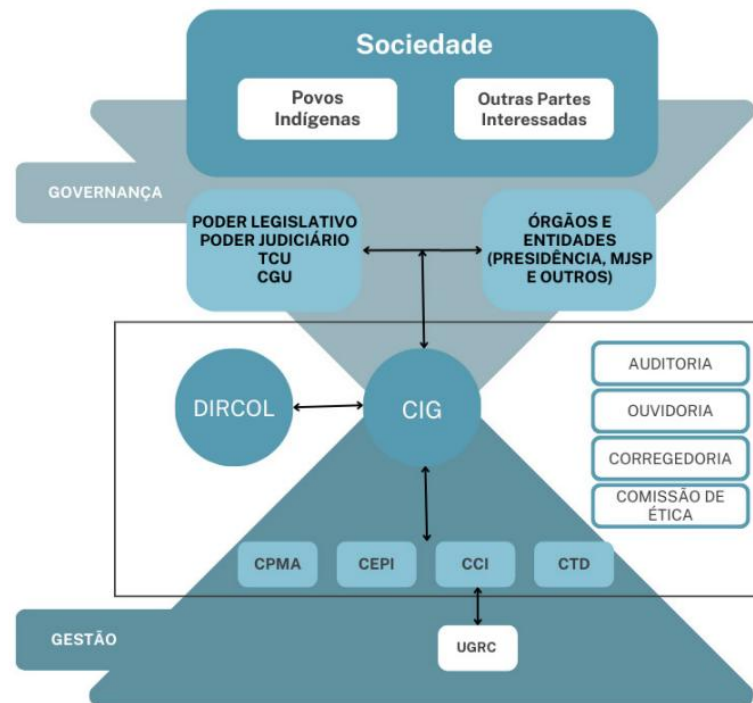 Sociedade
Povos
Indígenas
Outras Partes
Interessadas
GOVERNANÇA
PODER LEGISLATIVO
PODER JUDICIÁRIO
TCU
CGU
ÓRGÃOS E
ENTIDADES
(PRESIDÊNCIA, MJSP
E OUTROS)
DIRCOL
CIG
AUDITORIA
OUVIDORIA
CORREGEDORIA
COMISSÃO DE
ÉTICA
CPMA
CEPI
CCI
CTD
GESTÃO
UGRC